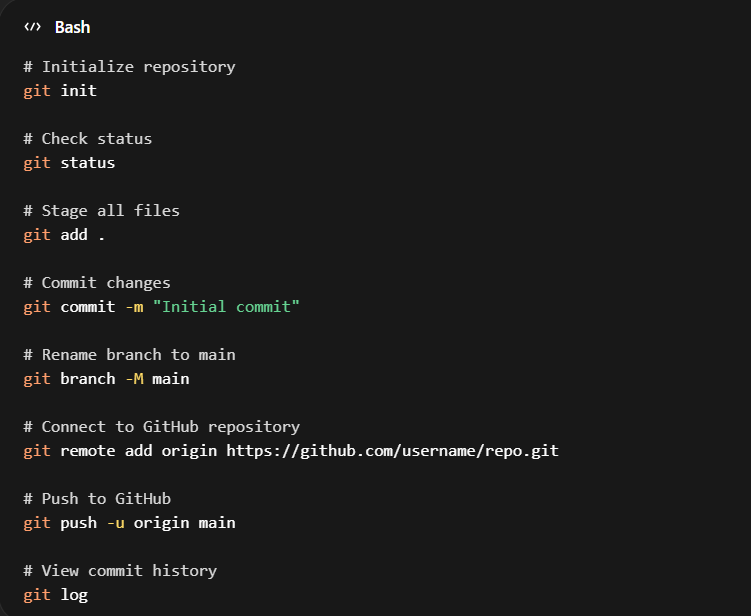 Bash
# Initialize repository
git init
# Check status
git status
# Stage all files
git add .
# Commit changes
git commit -m "Initial commit"
# Rename branch to main
git branch -M main
# Connect to GitHub repository
git remote add origin https://github.com/username/repo.git
# Push to GitHub
git push -u origin main
# View commit history
git log